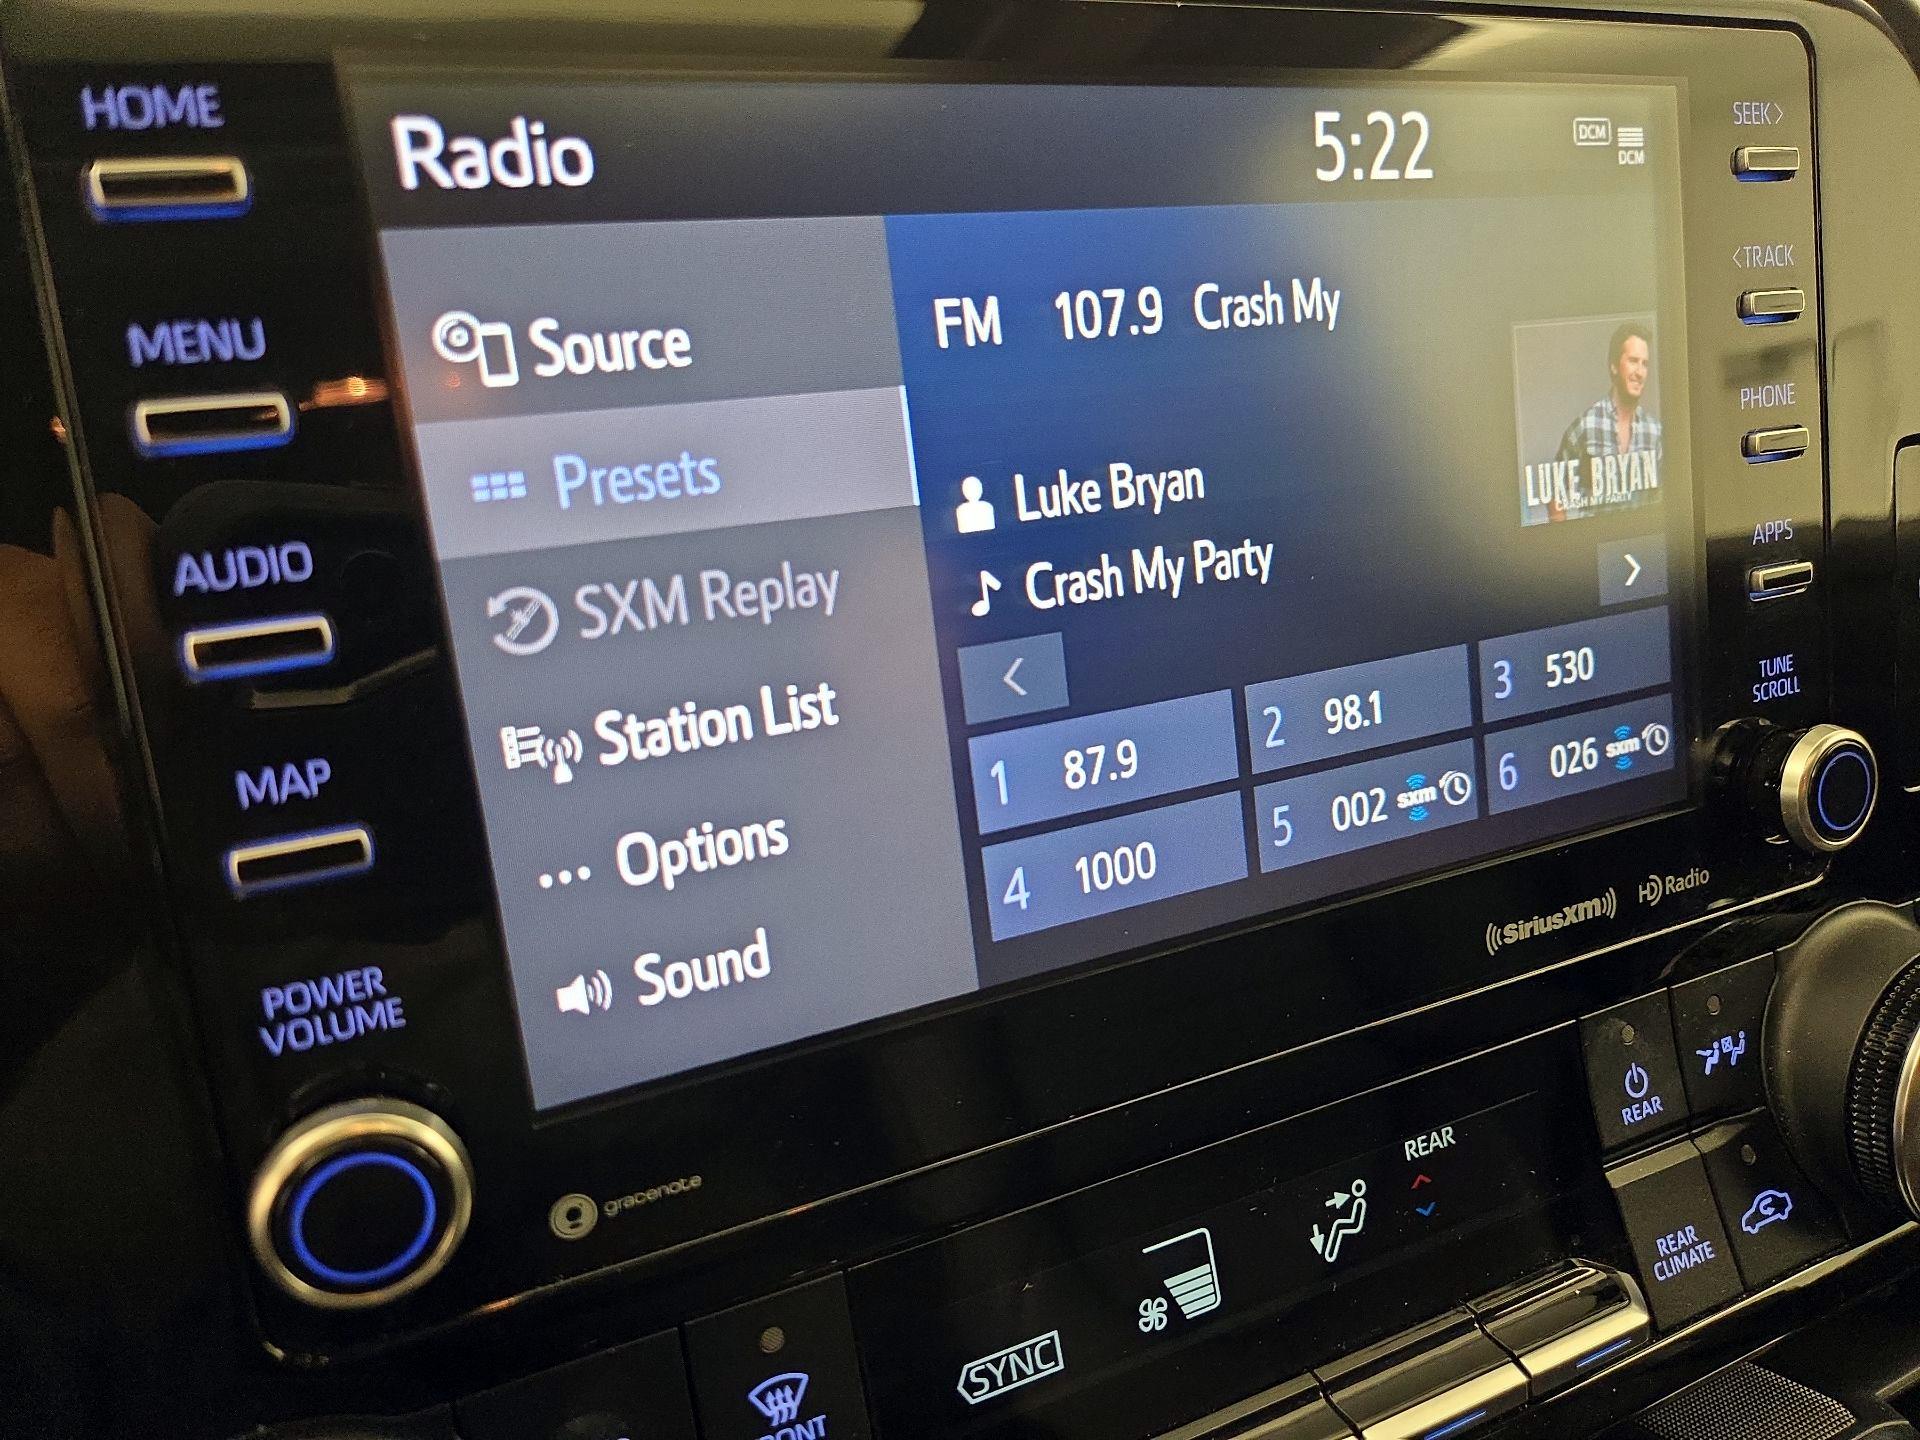 HOME
MENU
AUDIO
MAP
POWER
VOLUME
Radio
5:22
DCM
DCM
Source
Presets
SXM Replay
Station List
... Options
Sound
FM 107.9 Crash My
Luke Bryan
Crash My Party
LUKE BRYAN
CRASH MY PARTY
<
>
1 87.9
2 98.1
3 530
4 1000
5 002 sxm
6 026 sxm
SEEK >
< TRACK
PHONE
APPS
TUNE
SCROLL
gracenote
((SiriusXM))
HD Radio
SYNC
REAR
REAR
REAR
CLIMATE